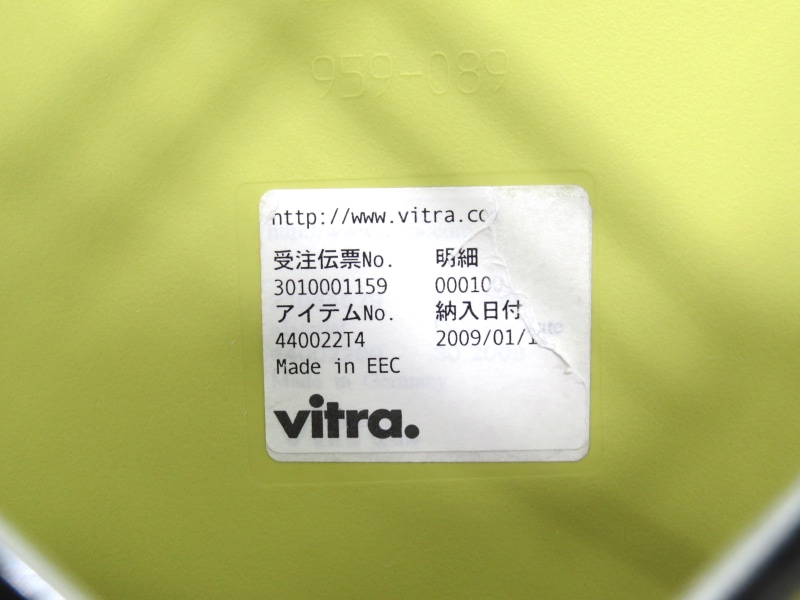 959-089
http://www.vitra.co
受注伝票No. 明細
3010001159 00010
アイテムNo. 納入日付
440022T4 2009/01/1
Made in EEC
vitra.